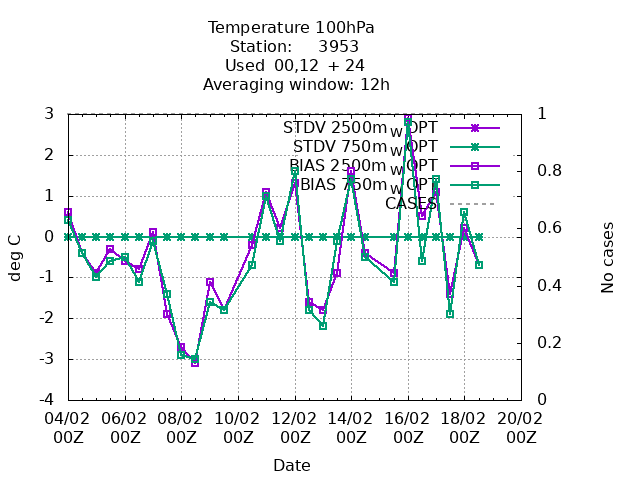 Temperature 100hPa
Station: 3953
Used 00,12 + 24
Averaging window: 12h
STDV 2500m w OPT
STDV 750m w OPT
BIAS 2500m w OPT
BIAS 750m w OPT
CASES
deg C
3
2
1
0
-1
-2
-3
-4
No cases
1
0.8
0.6
0.4
0.2
0
04/02 06/02 08/02 10/02 12/02 14/02 16/02 18/02 20/02
00Z 00Z 00Z 00Z 00Z 00Z 00Z 00Z 00Z
Date